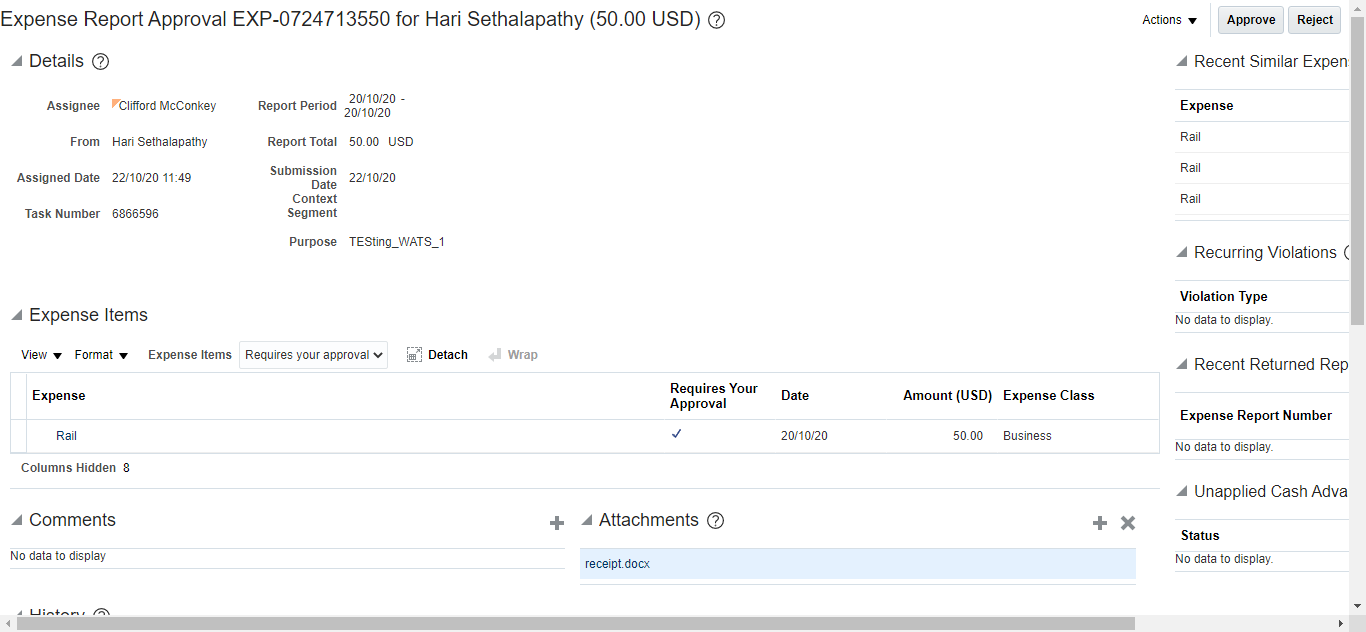 Expense Report Approval EXP-0724713550 for Hari Sethalapathy (50.00 USD)
Actions
Approve
Reject
Details
Assignee Clifford McConkey
From Hari Sethalapathy
Assigned Date 22/10/20 11:49
Task Number 6866596
Report Period 20/10/20 -
20/10/20
Report Total 50.00 USD
Submission
Date 22/10/20
Context
Segment
Purpose TESting_WATS_1
Expense Items
View Format Expense Items Requires your approval Detach Wrap
Expense Requires Your
Approval Date Amount (USD) Expense Class
Rail 20/10/20 50.00 Business
Columns Hidden 8
Comments
No data to display
Attachments
receipt.docx
History
Recent Similar Expen
Expense
Rail
Rail
Rail
Recurring Violations
Violation Type
No data to display.
Recent Returned Rep
Expense Report Number
No data to display.
Unapplied Cash Adva
Status
No data to display.